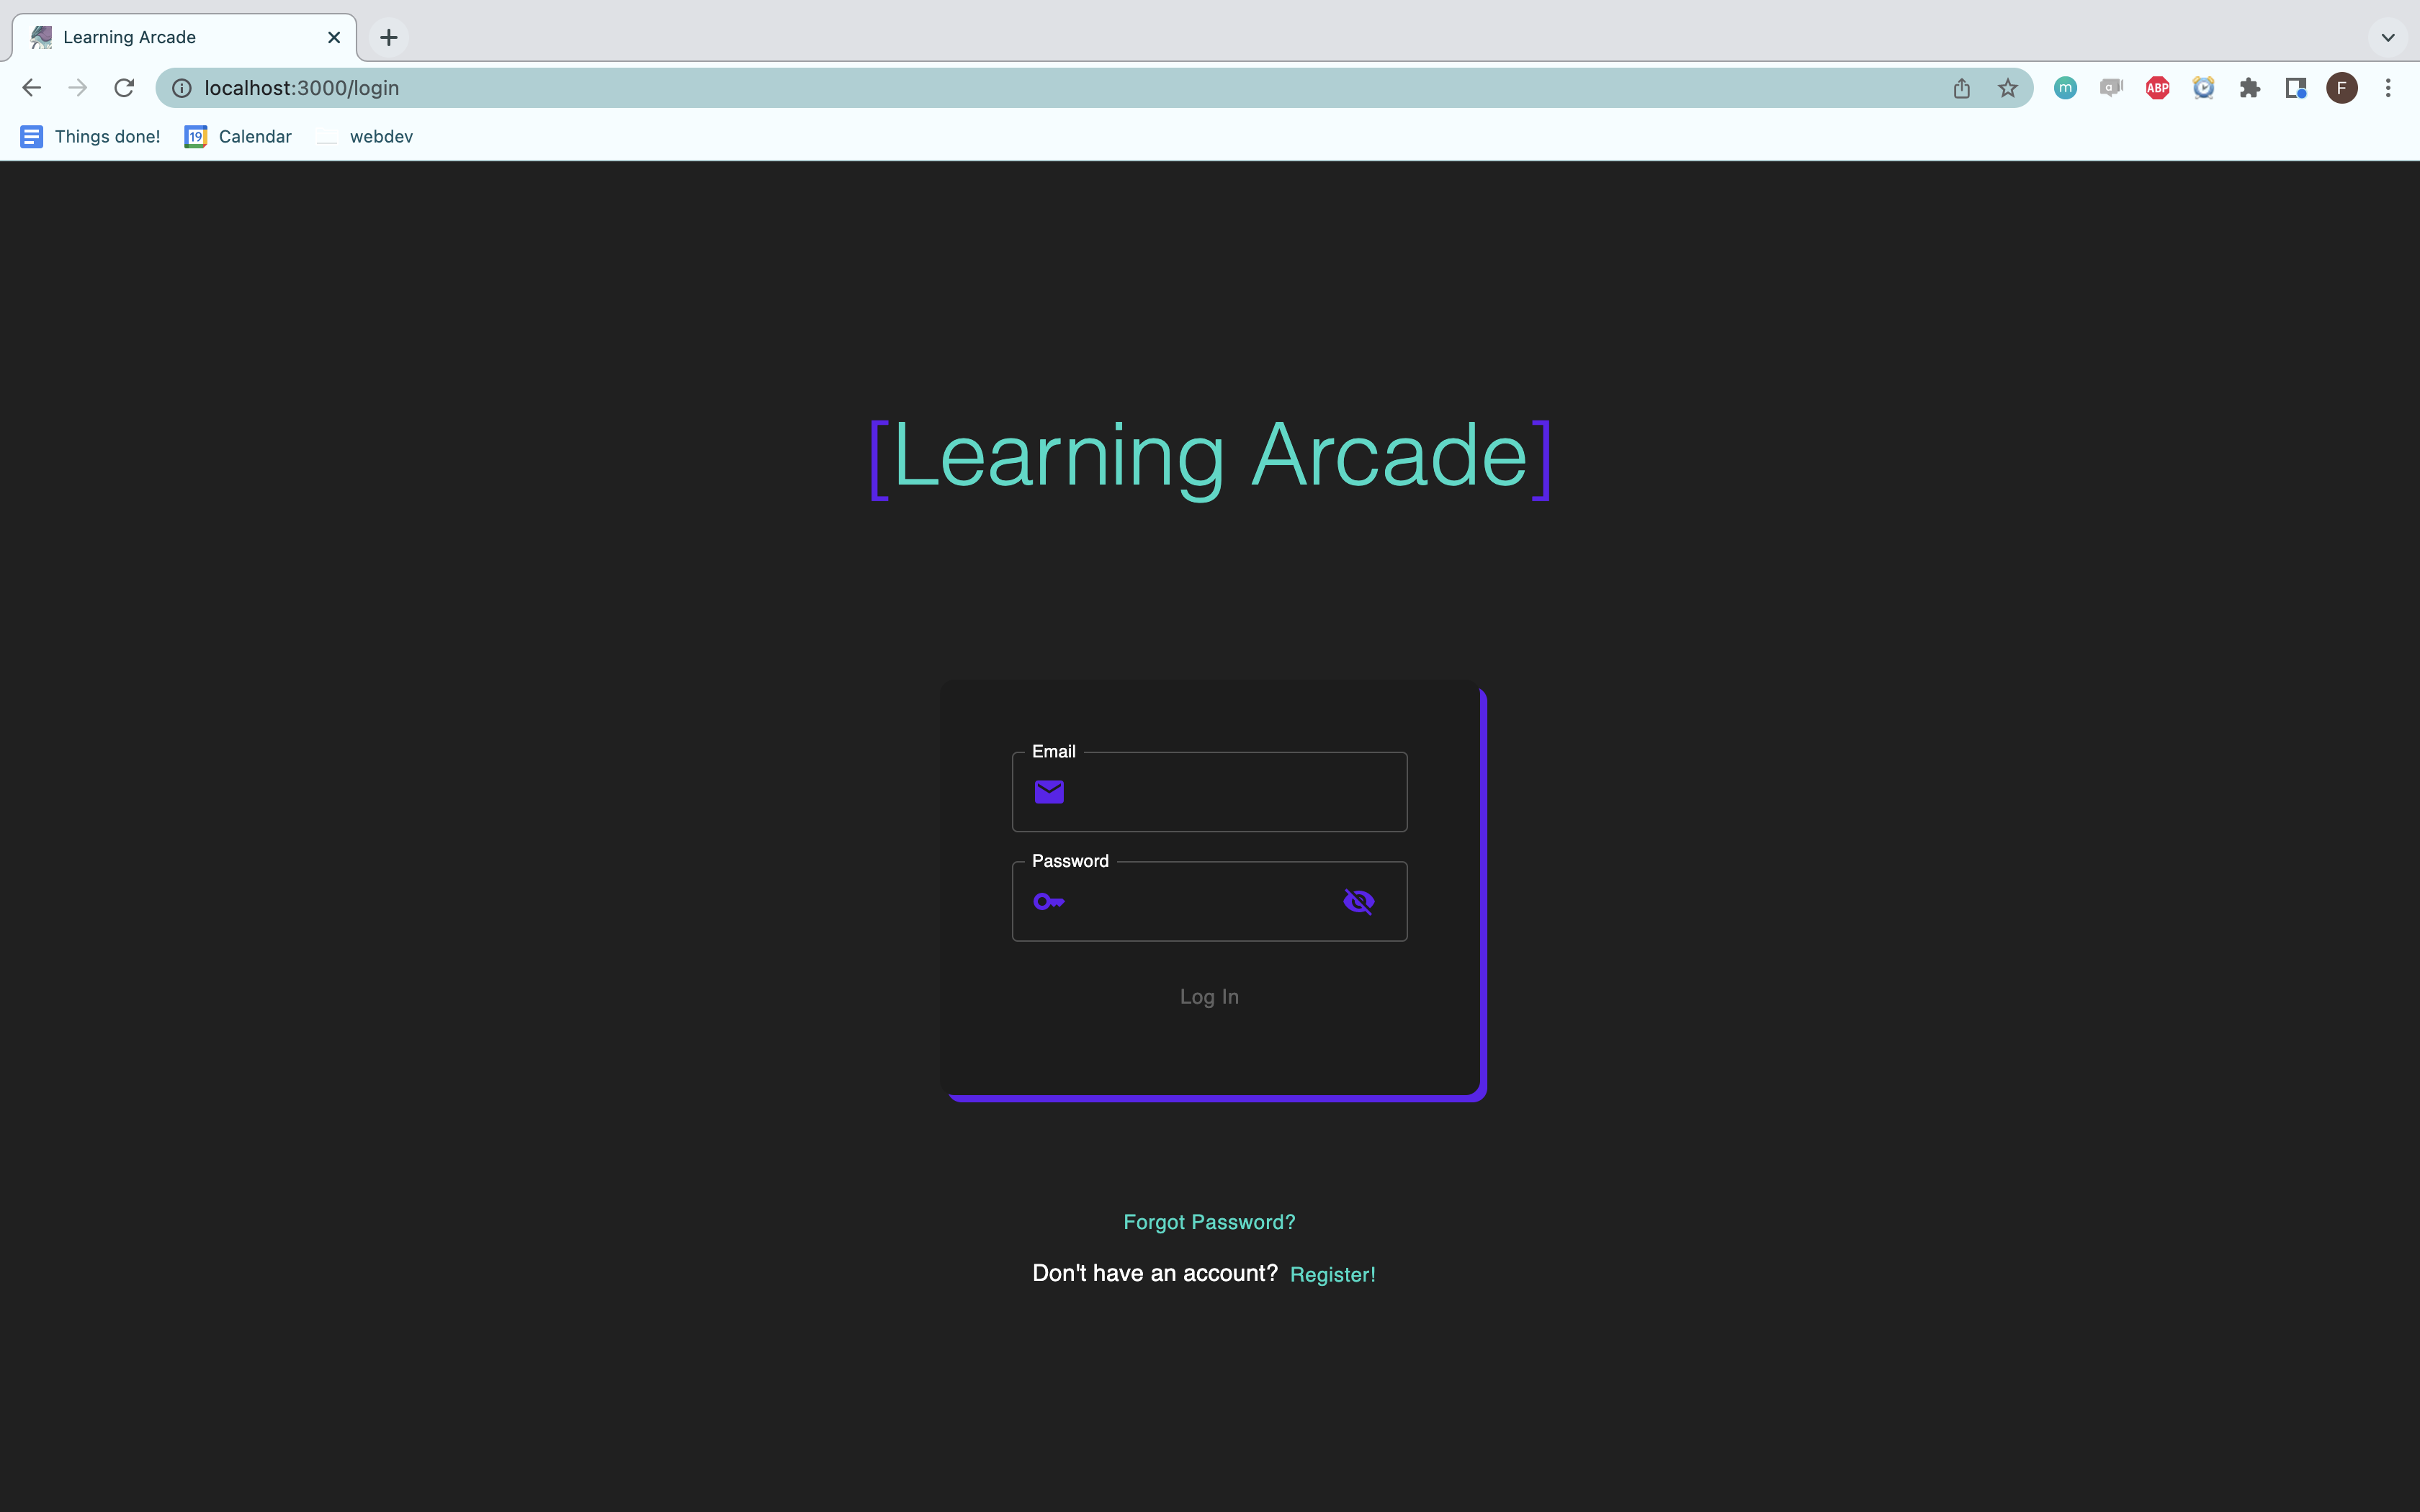 Learning Arcade
localhost:3000/login
m
a
ABP
F
Things done!
19
Calendar
webdev
[Learning Arcade]
Email
Password
Log In
Forgot Password?
Don't have an account? Register!